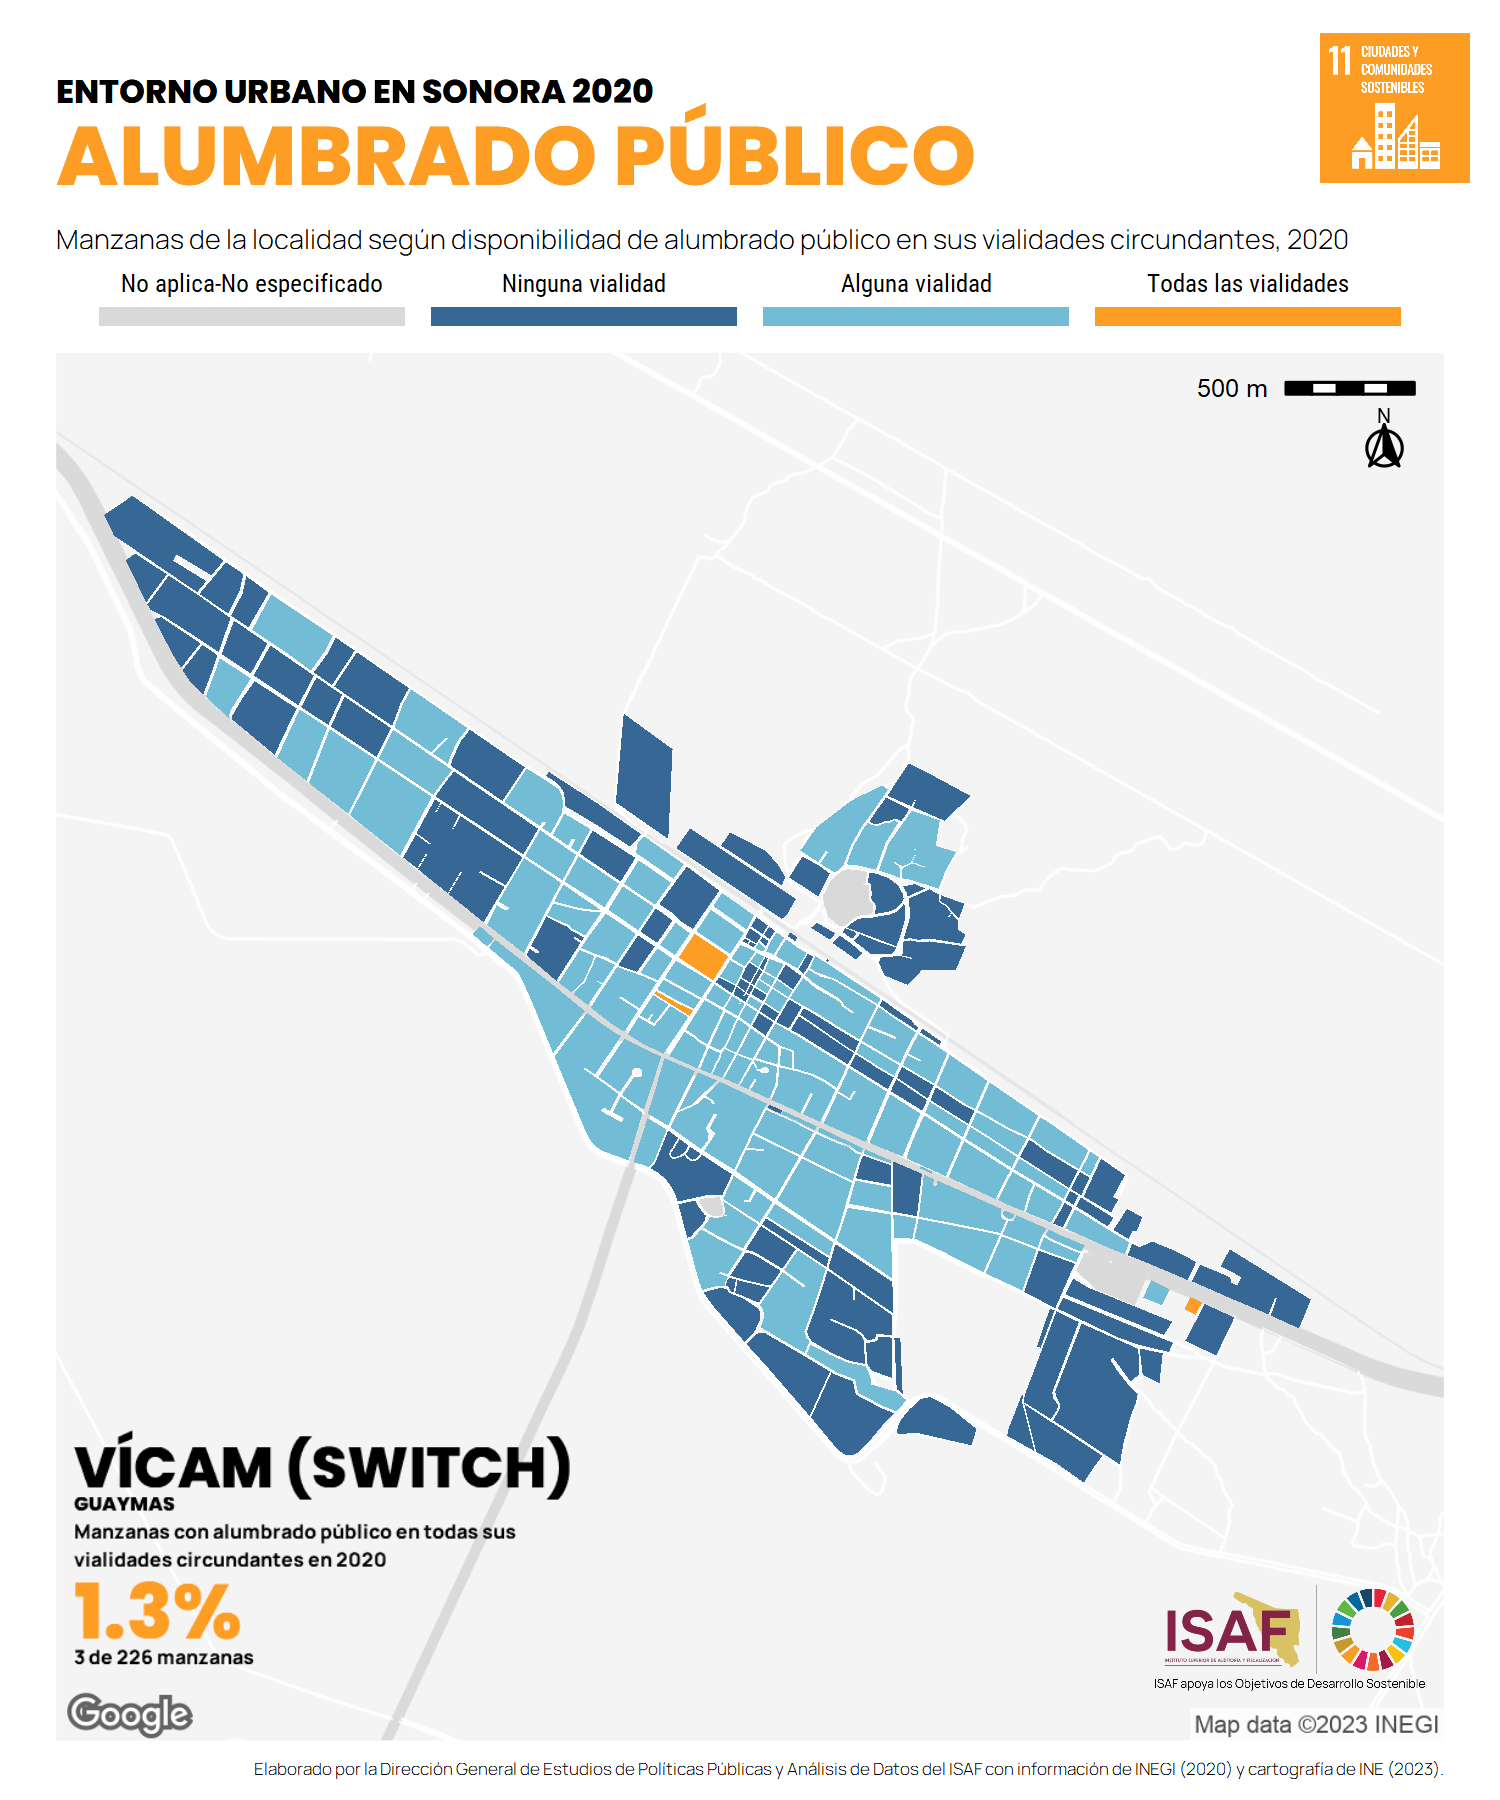 11 CIUDADES Y
COMUNIDADES
SOSTENIBLES
ENTORNO URBANO EN SONORA 2020
ALUMBRADO PÚBLICO
Manzanas de la localidad según disponibilidad de alumbrado público en sus vialidades circundantes, 2020
No aplica-No especificado Ninguna vialidad Alguna vialidad Todas las vialidades
500 m
N
VÍCAM (SWITCH)
GUAYMAS
Manzanas con alumbrado público en todas sus
vialidades circundantes en 2020
1.3%
3 de 226 manzanas
Google
ISAF
INSTITUTO SUPERIOR DE AUDITORÍA Y FISCALIZACIÓN
ISAF apoya los Objetivos de Desarrollo Sostenible
Map data ©2023 INEGI
Elaborado por la Dirección General de Estudios de Políticas Públicas y Análisis de Datos del ISAF con información de INEGI (2020) y cartografía de INE (2023).